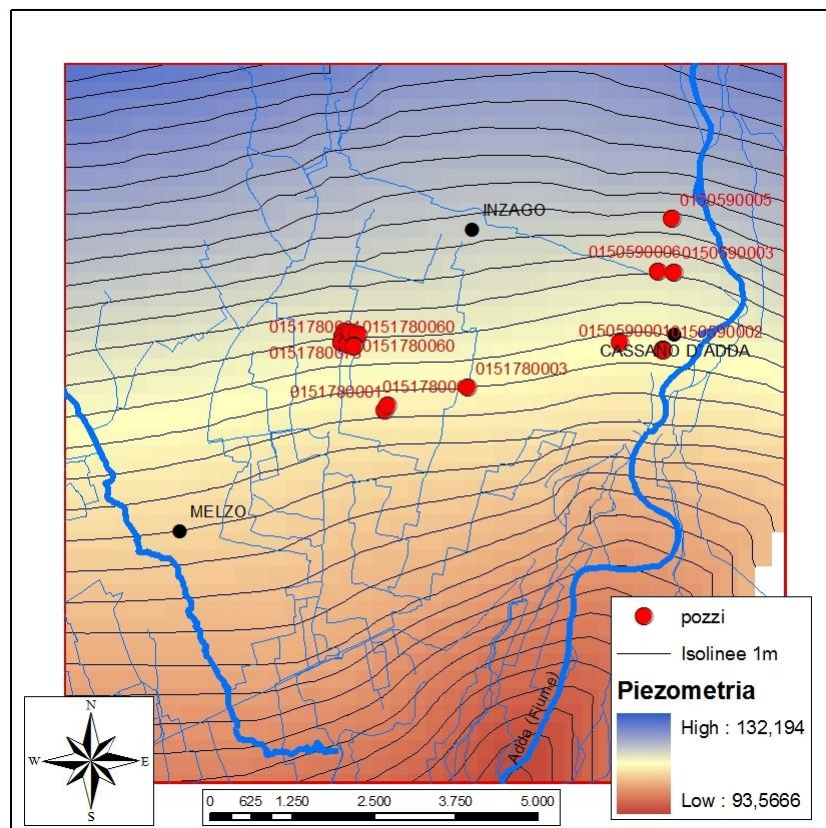 0150590005
INZAGO
0150590006
0150590003
0151780060
0150590001
0150590002
0151780060
CASSANO D'ADDA
0151780003
0151780001
MELZO
pozzi
Isolinee 1m
Piezometria
High : 132,194
Low : 93,5666
Adda (Fiume)
N
W
E
S
0 625 1.250 2.500 3.750 5.000